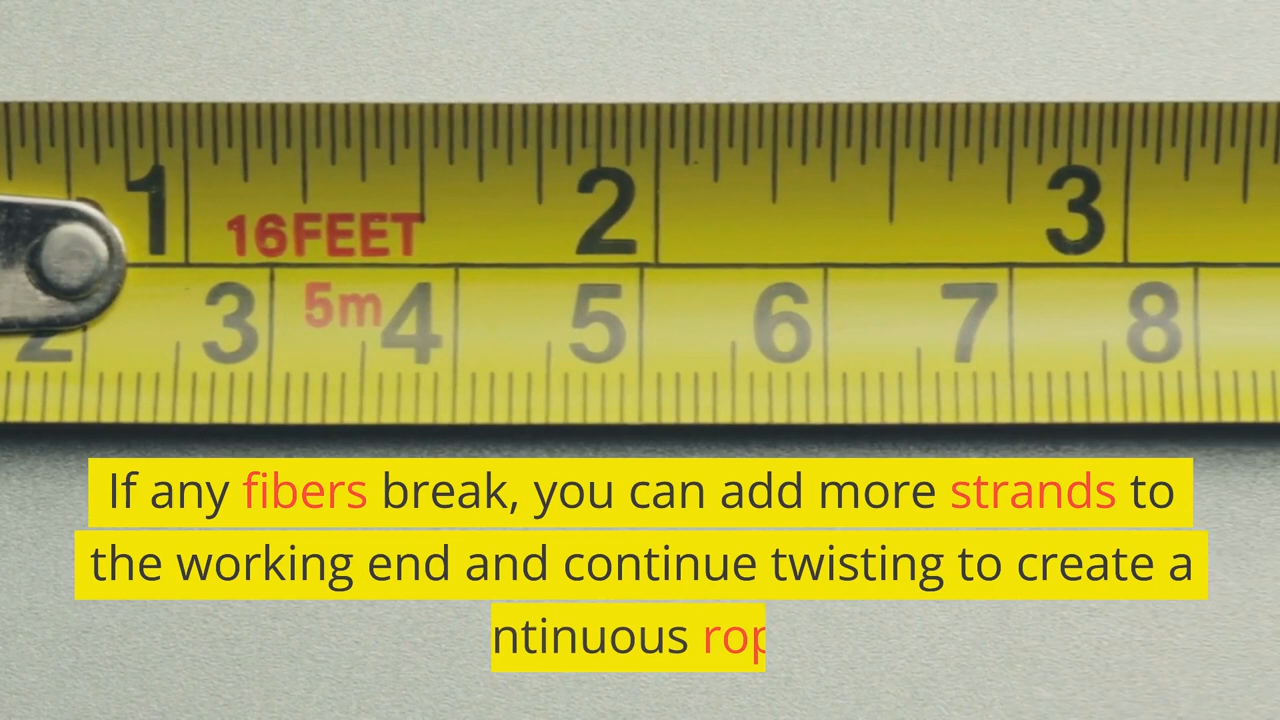 1 2 3
16FEET
5m
2 3 4 5 6 7 8
If any fibers break, you can add more strands to
the working end and continue twisting to create a
ntinuous rop